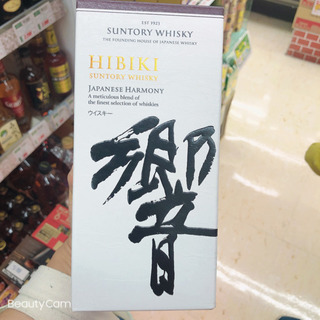 EST 1923
SUNTORY WHISKY
THE FOUNDING HOUSE OF JAPANESE WHISKY
HIBIKI
SUNTORY WHISKY
JAPANESE HARMONY
A meticulous blend of
the finest selection of whiskies
ウイスキー
響
BeautyCam